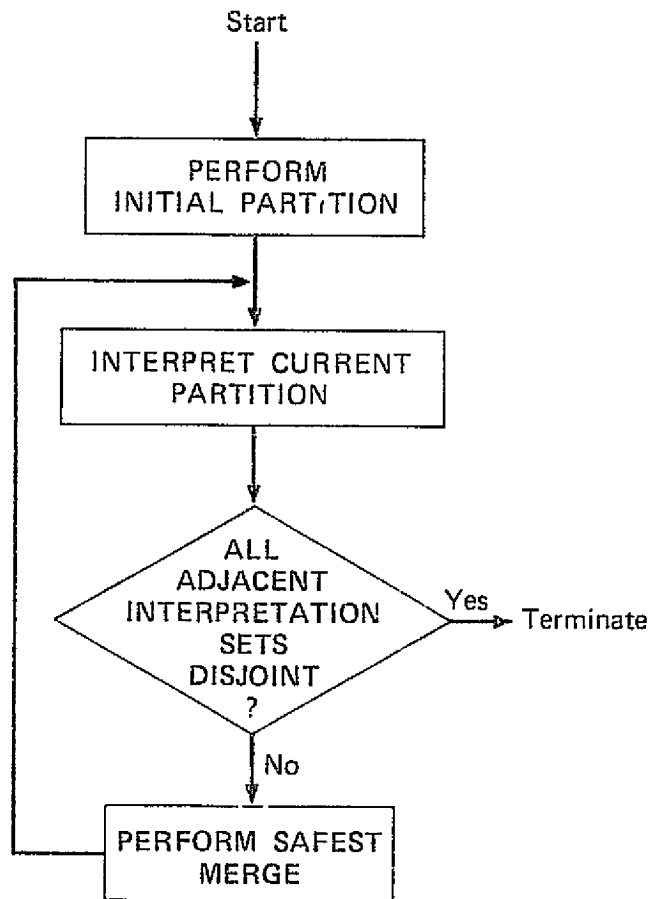 Start
PERFORM
INITIAL PARTITION
INTERPRET CURRENT
PARTITION
ALL
ADJACENT
INTERPRETATION
SETS
DISJOINT
?
Yes
Terminate
No
PERFORM SAFEST
MERGE